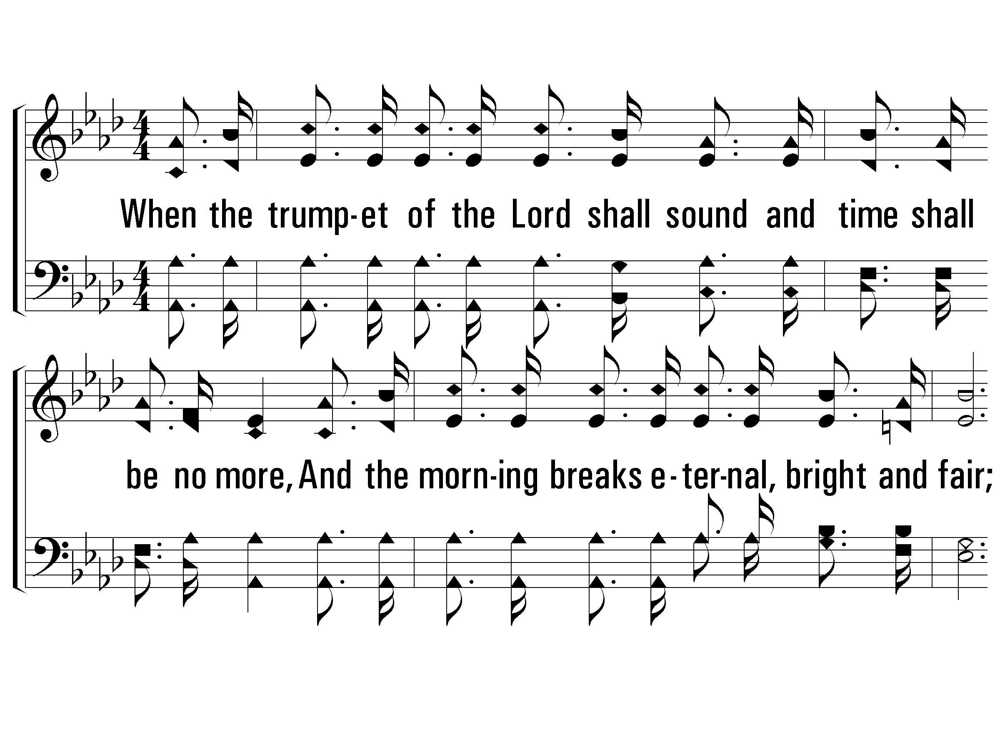 When the trump-et of the Lord shall sound and time shall
be no more, And the morn-ing breaks e-ter-nal, bright and fair;